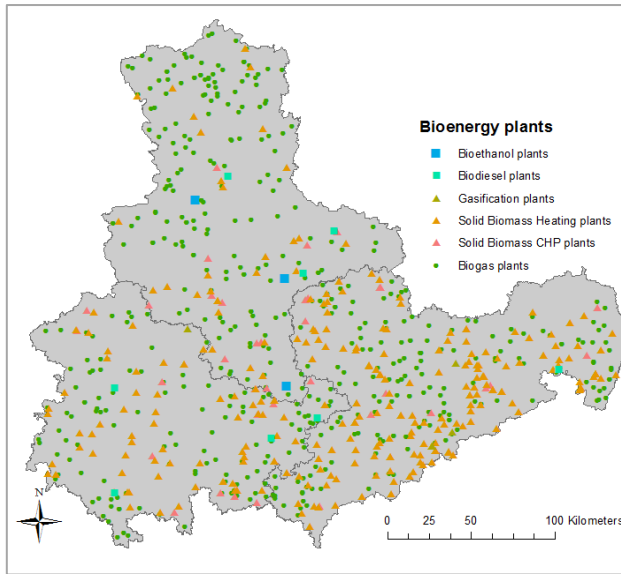 Bioenergy plants
Bioethanol plants
Biodiesel plants
Gasification plants
Solid Biomass Heating plants
Solid Biomass CHP plants
Biogas plants
N
0 25 50 100 Kilometers